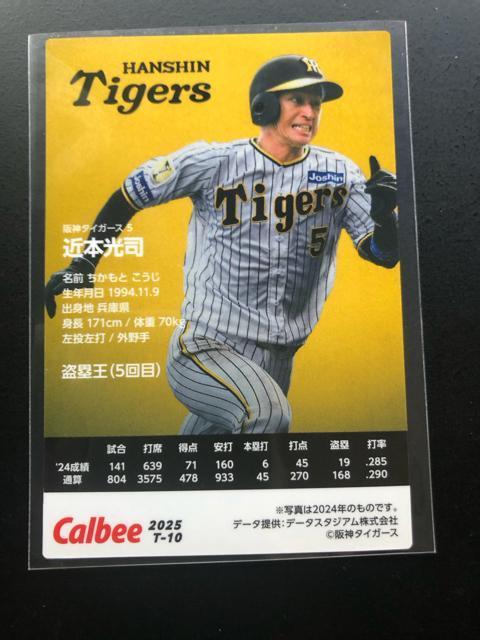 HANSHIN
Tigers
Joshin
Joshin
Tigers
5
阪神タイガース 5
近本光司
名前 ちかもと こうじ
生年月日 1994.11.9
出身地 兵庫県
身長 171cm / 体重 70kg
左投左打 / 外野手
盗塁王(5回目)
試合 打席 得点 安打 本塁打 打点 盗塁 打率
'24成績 141 639 71 160 6 45 19 .285
通算 804 3575 478 933 45 270 168 .290
Calbee 2025
T-10
※写真は2024年のものです。
データ提供:データスタジアム株式会社
©阪神タイガース